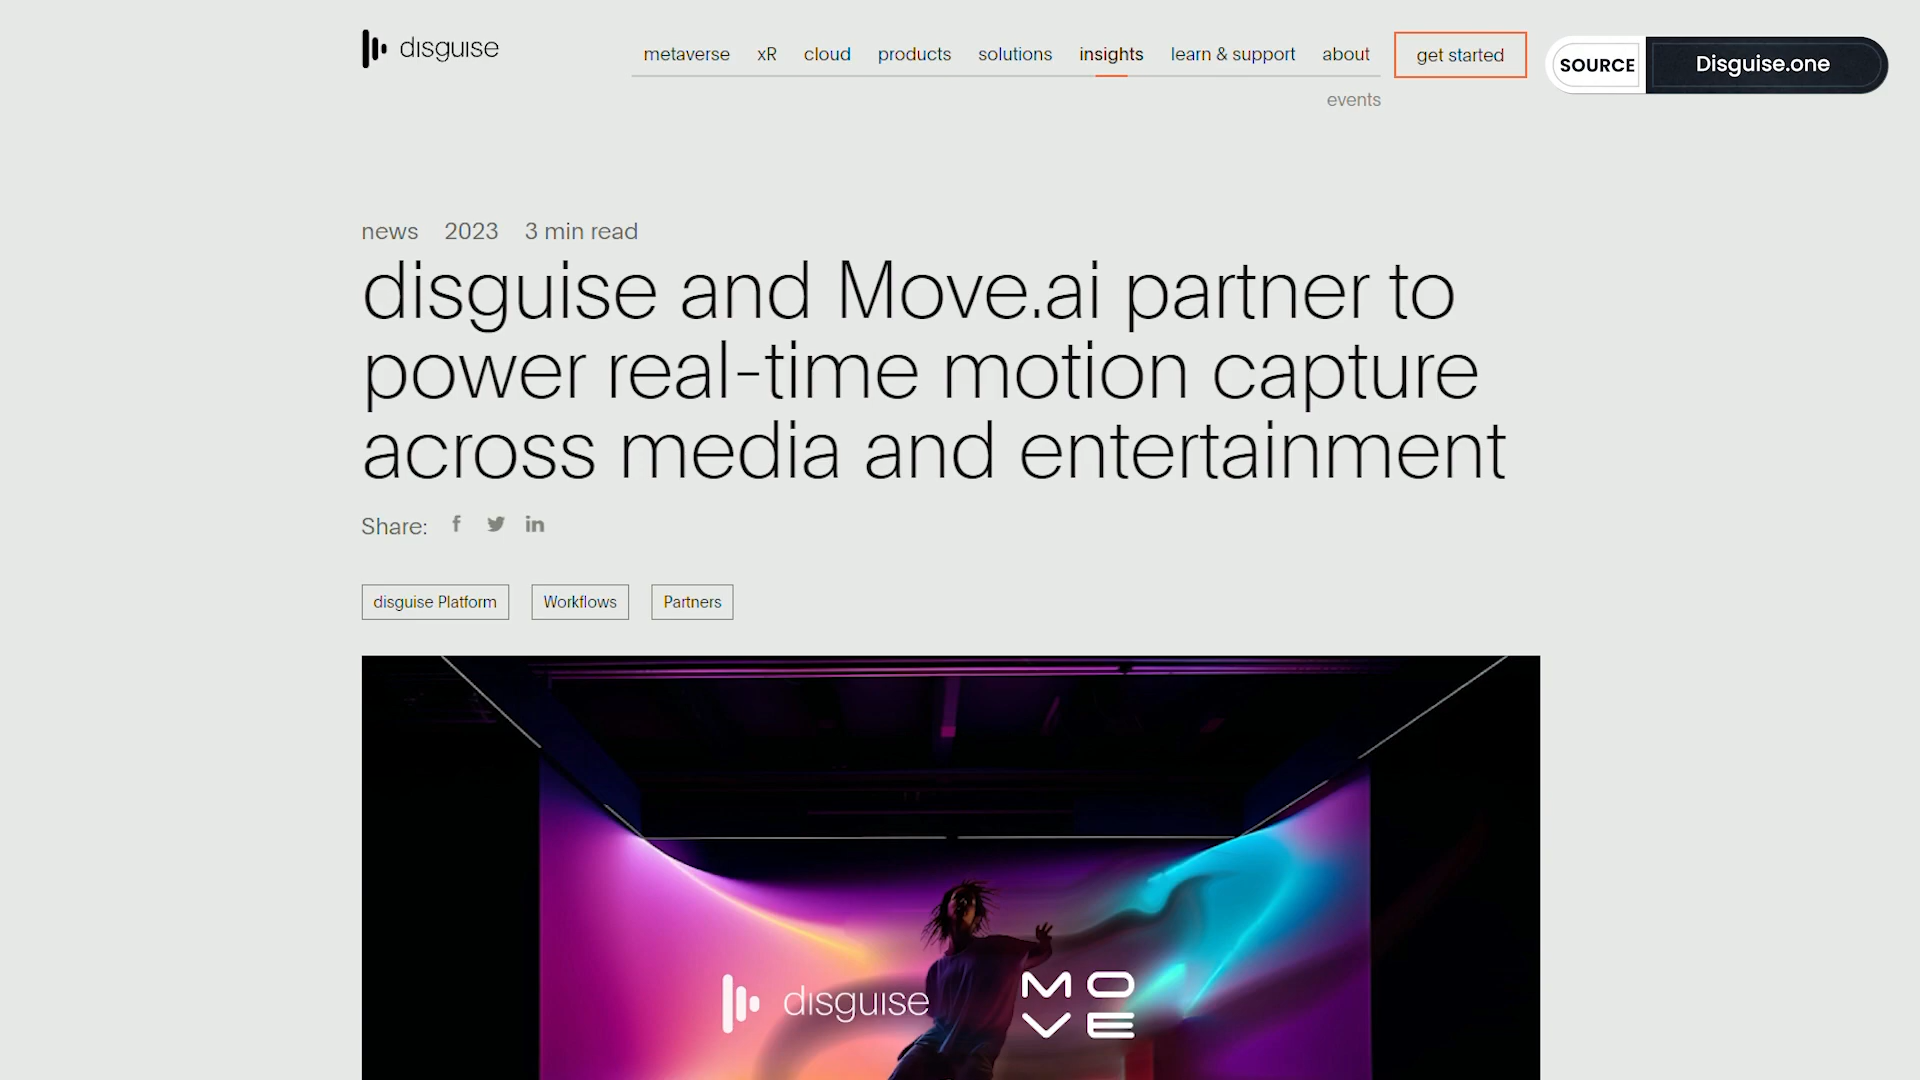 disguise
metaverse xR cloud products solutions insights learn & support about get started
SOURCE Disguise.one
events
news 2023 3 min read
disguise and Move.ai partner to
power real-time motion capture
across media and entertainment
Share:
disguise Platform Workflows Partners
disguise MO
VE